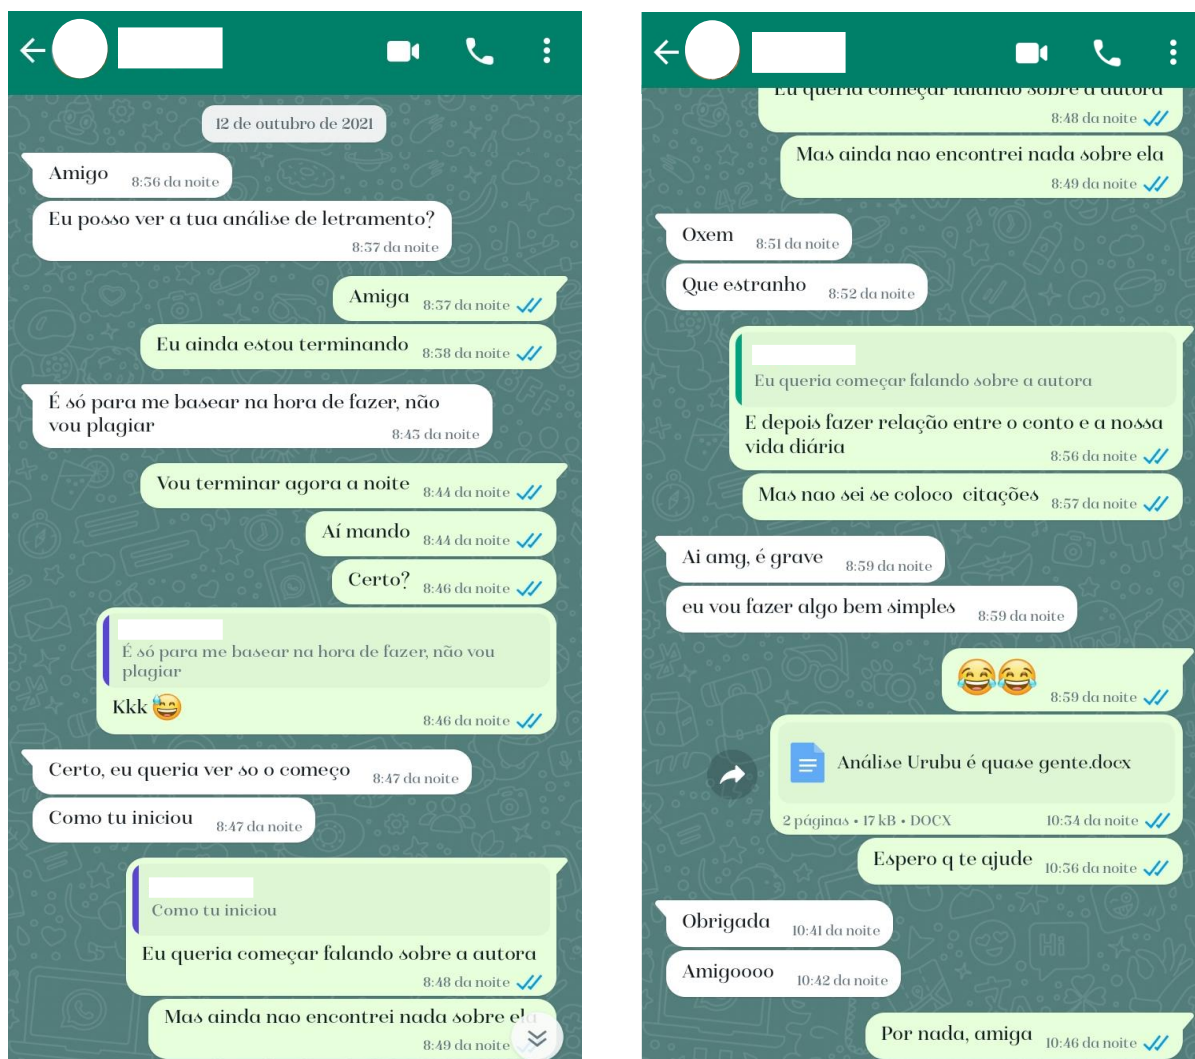 12 de outubro de 2021
Amigo 8:36 da noite
Eu posso ver a tua análise de letramento?
8:37 da noite
Amiga 8:37 da noite
Eu ainda estou terminando 8:38 da noite
É só para me basear na hora de fazer, não
vou plagiar 8:43 da noite
Vou terminar agora a noite 8:44 da noite
Aí mando 8:44 da noite
Certo? 8:46 da noite
É só para me basear na hora de fazer, não vou
plagiar
Kkk 😅 8:46 da noite
Certo, eu queria ver so o começo 8:47 da noite
Como tu iniciou 8:47 da noite
Como tu iniciou
Eu queria começar falando sobre a autora
8:48 da noite
Mas ainda nao encontrei nada sobre ela
8:49 da noite
Eu queria começar falando sobre a autora
8:48 da noite
Mas ainda nao encontrei nada sobre ela
8:49 da noite
Oxem 8:51 da noite
Que estranho 8:52 da noite
Eu queria começar falando sobre a autora
E depois fazer relação entre o conto e a nossa
vida diária 8:56 da noite
Mas nao sei se coloco citações 8:57 da noite
Ai amg, é grave 8:59 da noite
eu vou fazer algo bem simples 8:59 da noite
😂😂 8:59 da noite
Análise Urubu é quase gente.docx
2 páginas • 17 kB • DOCX 10:34 da noite
Espero q te ajude 10:36 da noite
Obrigada 10:41 da noite
Amigoooo 10:42 da noite
Por nada, amiga 10:46 da noite